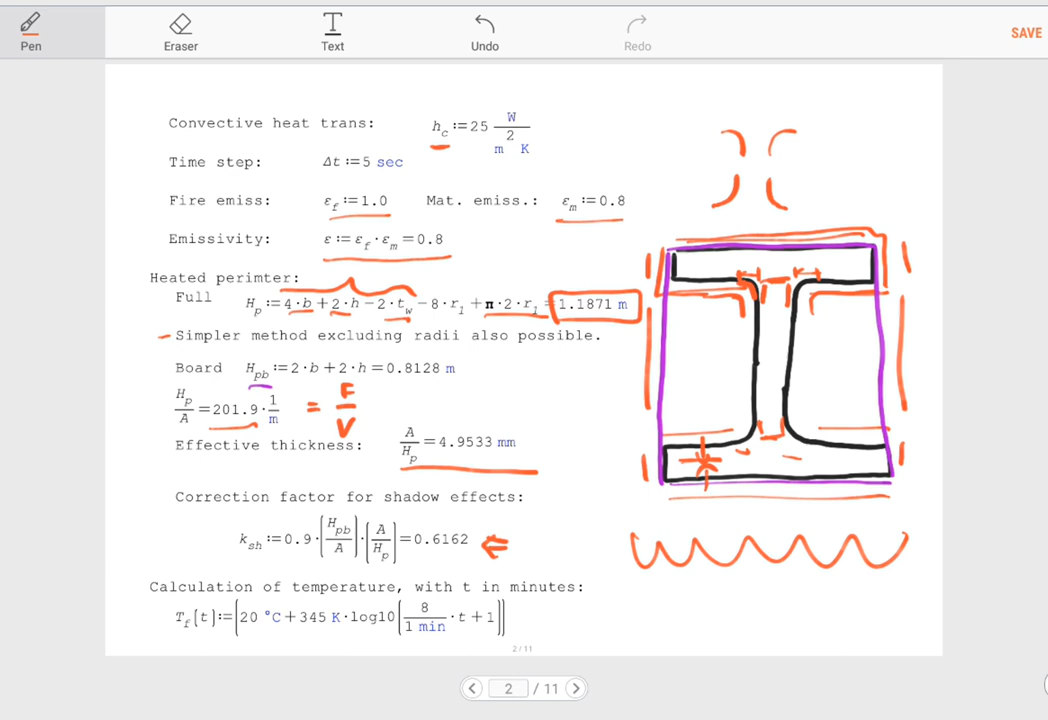 Pen
Eraser
Text
Undo
Redo
SAVE
Convective heat trans: h_c:=25 W/(m^2 K)
Time step: Δt:=5 sec
Fire emiss: ε_f:=1.0 Mat. emiss.: ε_m:=0.8
Emissivity: ε:=ε_f·ε_m=0.8
Heated perimter:
Full H_p:=4·b+2·h-2·t_w-8·r_1+π·2·r_1=1.1871 m
Simpler method excluding radii also possible.
Board H_pb:=2·b+2·h=0.8128 m
H_p/A=201.9·1/m = F/V
Effective thickness: A/H_p=4.9533 mm
Correction factor for shadow effects:
k_sh:=0.9·(H_pb/A)·(A/H_p)=0.6162
Calculation of temperature, with t in minutes:
T_f(t):=(20 °C+345 K·log10(8/(1 min)·t+1))
2/11
2 / 11